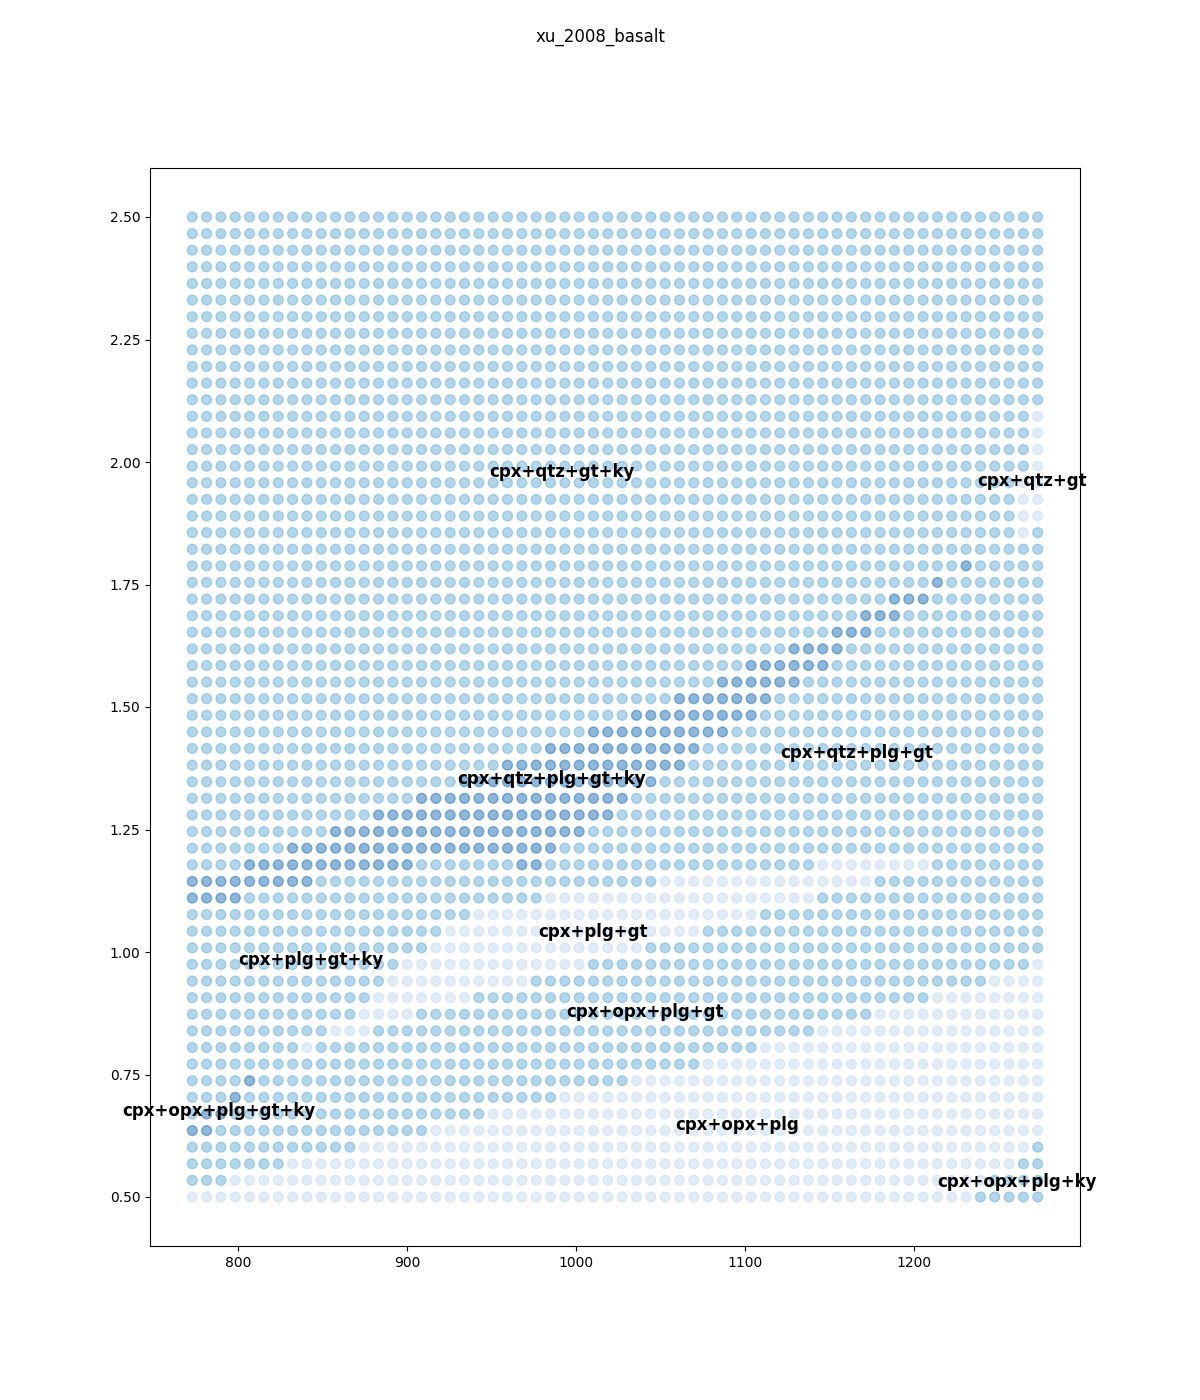 xu_2008_basalt
2.50
2.25
2.00
cpx+qtz+gt+ky
cpx+qtz+gt
1.75
1.50
cpx+qtz+plg+gt
cpx+qtz+plg+gt+ky
1.25
cpx+plg+gt
1.00
cpx+plg+gt+ky
cpx+opx+plg+gt
0.75
cpx+opx+plg+gt+ky
cpx+opx+plg
cpx+opx+plg+ky
0.50
800 900 1000 1100 1200